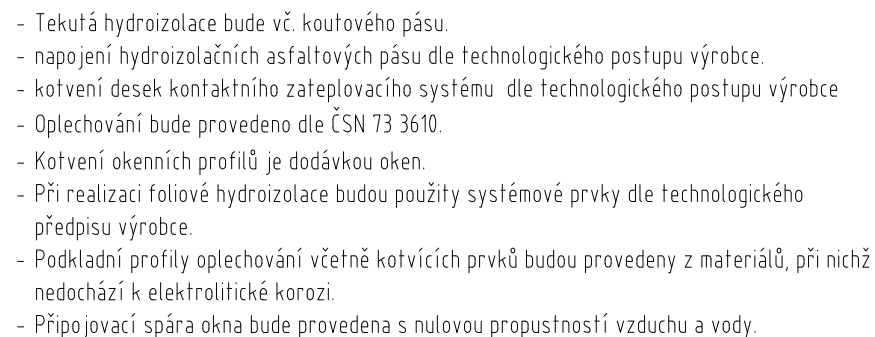 - Tekutá hydroizolace bude vč. koutového pásu.
- napojení hydroizolačních asfaltových pásu dle technologického postupu výrobce.
- kotvení desek kontaktního zateplovacího systému  dle technologického postupu výrobce
- Oplechování bude provedeno dle ČSN 73 3610.
- Kotvení okenních profilů je dodávkou oken.
- Při realizaci foliové hydroizolace budou použity systémové prvky dle technologického
předpisu výrobce.
- Podkladní profily oplechování včetně kotvících prvků budou provedeny z materiálů, při nichž
nedochází k elektrolitické korozi.
- Připojovací spára okna bude provedena s nulovou propustností vzduchu a vody.